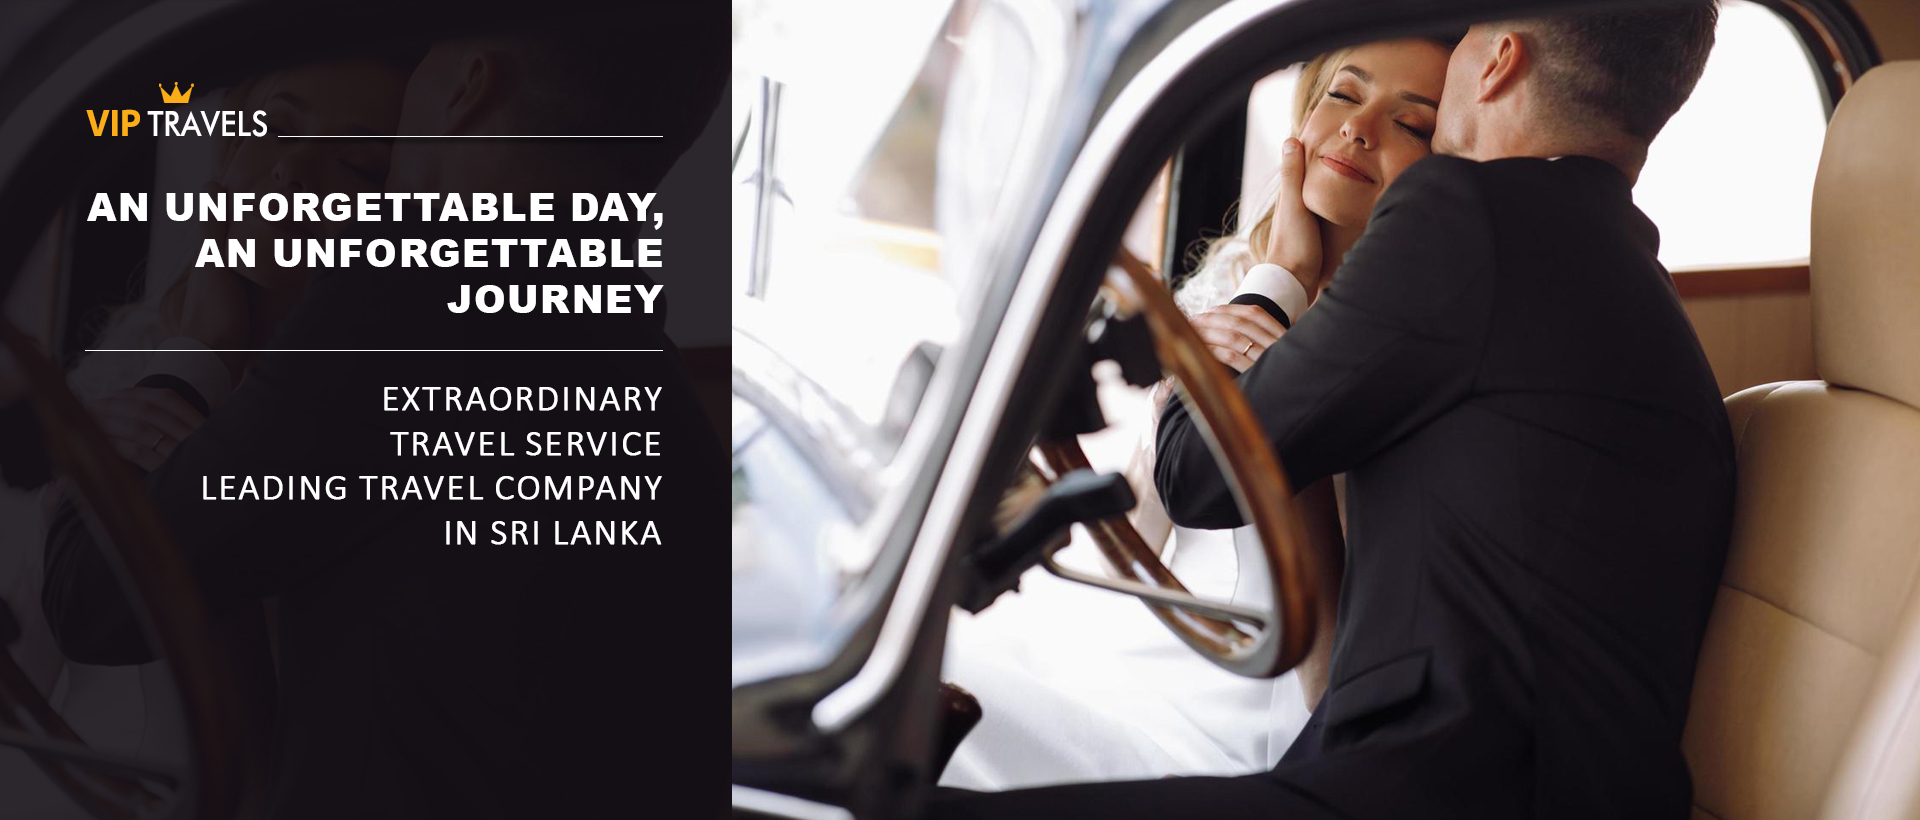 VIP TRAVELS
AN UNFORGETTABLE DAY,
AN UNFORGETTABLE
JOURNEY
EXTRAORDINARY
TRAVEL SERVICE
LEADING TRAVEL COMPANY
IN SRI LANKA